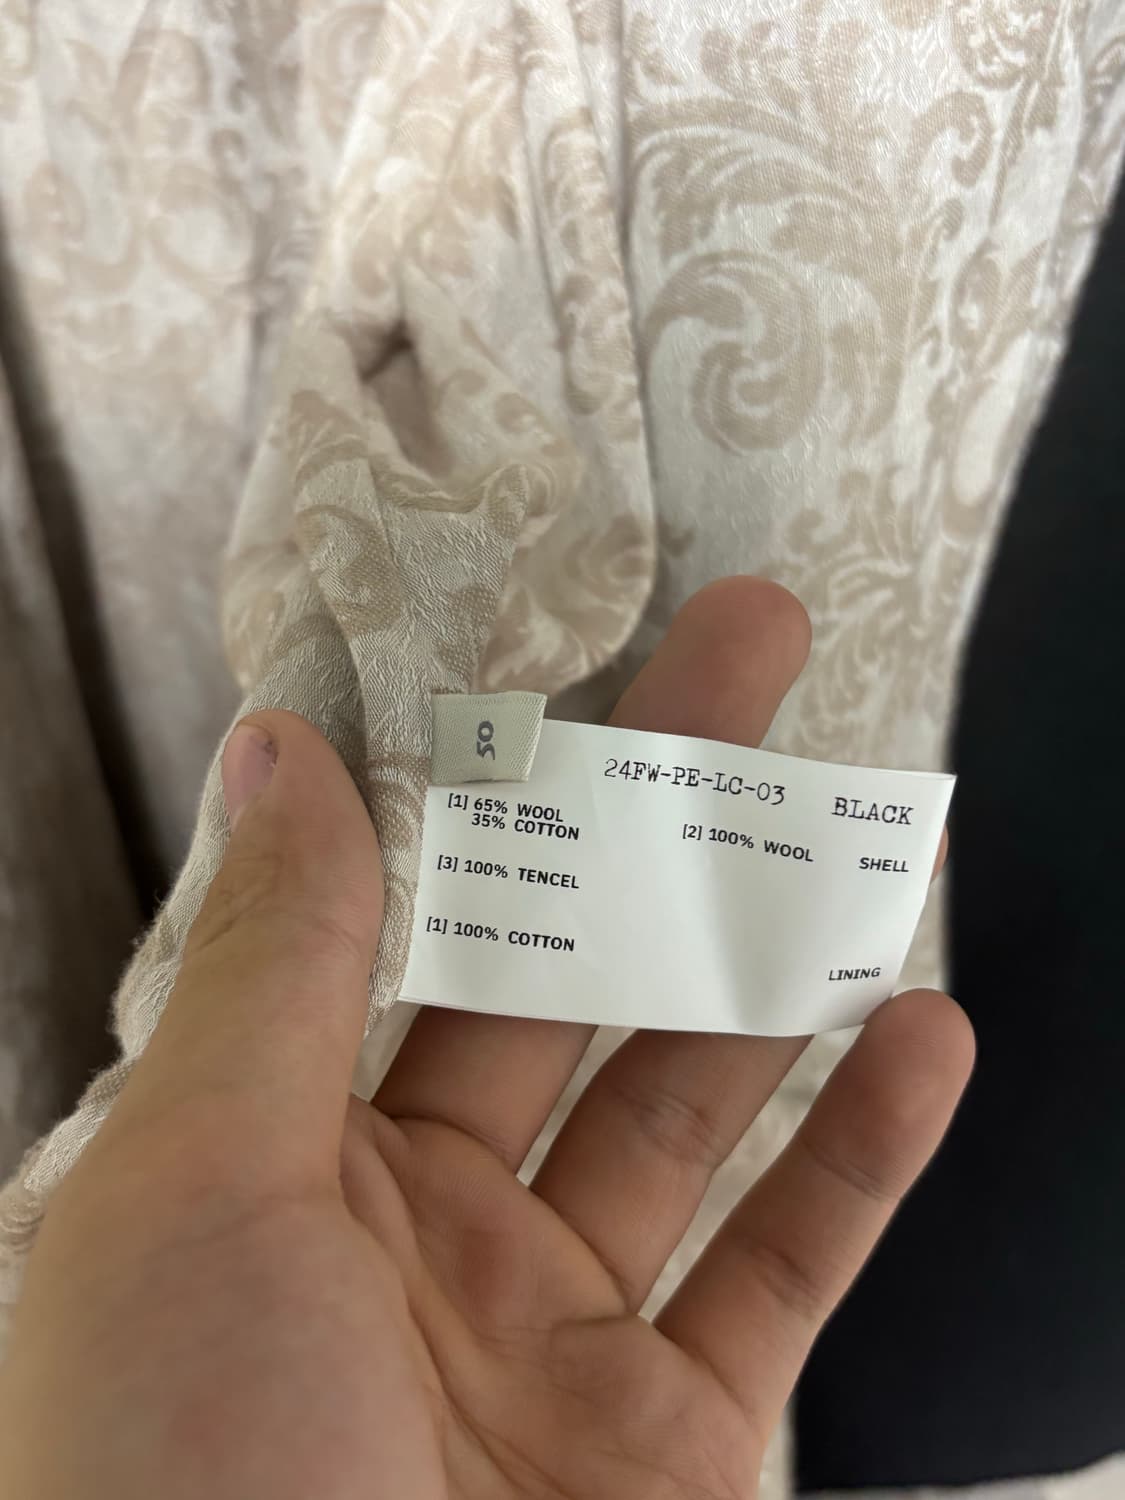 50
24FW-PE-LC-03 BLACK
[1] 65% WOOL
35% COTTON
[2] 100% WOOL SHELL
[3] 100% TENCEL
[1] 100% COTTON
LINING